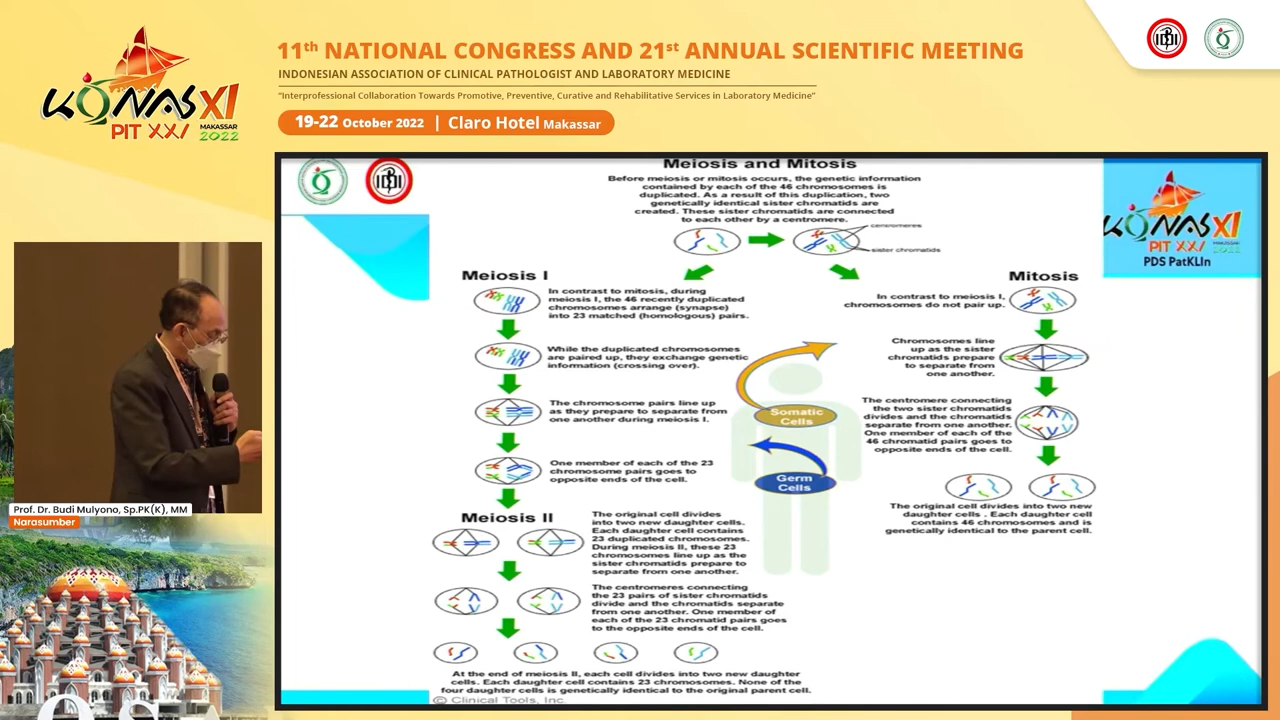 11th NATIONAL CONGRESS AND 21st ANNUAL SCIENTIFIC MEETING
INDONESIAN ASSOCIATION OF CLINICAL PATHOLOGIST AND LABORATORY MEDICINE
"Interprofessional Collaboration Towards Promotive, Preventive, Curative and Rehabilitative Services in Laboratory Medicine"
19-22 October 2022 | Claro Hotel Makassar
KONAS XI
PIT XXI
MAKASSAR
2022
IDI
IDI
KONAS XI
PIT XXI
PDS PatKLIn
Meiosis and Mitosis
Before meiosis or mitosis occurs, the genetic information
contained by each of the 46 chromosomes is
duplicated. As a result of this duplication, two
genetically identical sister chromatids are
created. These sister chromatids are connected
to each other by a centromere.
centromeres
sister chromatids
Meiosis I
In contrast to mitosis, during
meiosis I, the 46 recently duplicated
chromosomes arrange (synapse)
into 23 matched (homologous) pairs.
While the duplicated chromosomes
are paired up, they exchange genetic
information (crossing over).
The chromosome pairs line up
as they prepare to separate from
one another during meiosis I.
One member of each of the 23
chromosome pairs goes to
opposite ends of the cell.
Meiosis II
The original cell divides
into two new daughter cells.
Each daughter cell contains
23 duplicated chromosomes.
During meiosis II, these 23
chromosomes line up as the
sister chromatids prepare to
separate from one another.
The centromeres connecting
the 23 pairs of sister chromatids
divide and the chromatids separate
from one another. One member of
each of the 23 chromatid pairs goes
to the opposite ends of the cell.
At the end of meiosis II, each cell divides into two new daughter
cells. Each daughter cell contains 23 chromosomes. None of the
four daughter cells is genetically identical to the original parent cell.
© Clinical Tools, Inc.
Somatic
Cells
Germ
Cells
Mitosis
In contrast to meiosis I,
chromosomes do not pair up.
Chromosomes line
up as the sister
chromatids prepare
to separate from
one another.
The centromere connecting
the two sister chromatids
divides and the chromatids
separate from one another.
One member of each of the
46 chromatid pairs goes to
opposite ends of the cell.
The original cell divides into two new
daughter cells . Each daughter cell
contains 46 chromosomes and is
genetically identical to the parent cell.
Prof. Dr. Budi Mulyono, Sp.PK(K), MM
Narasumber